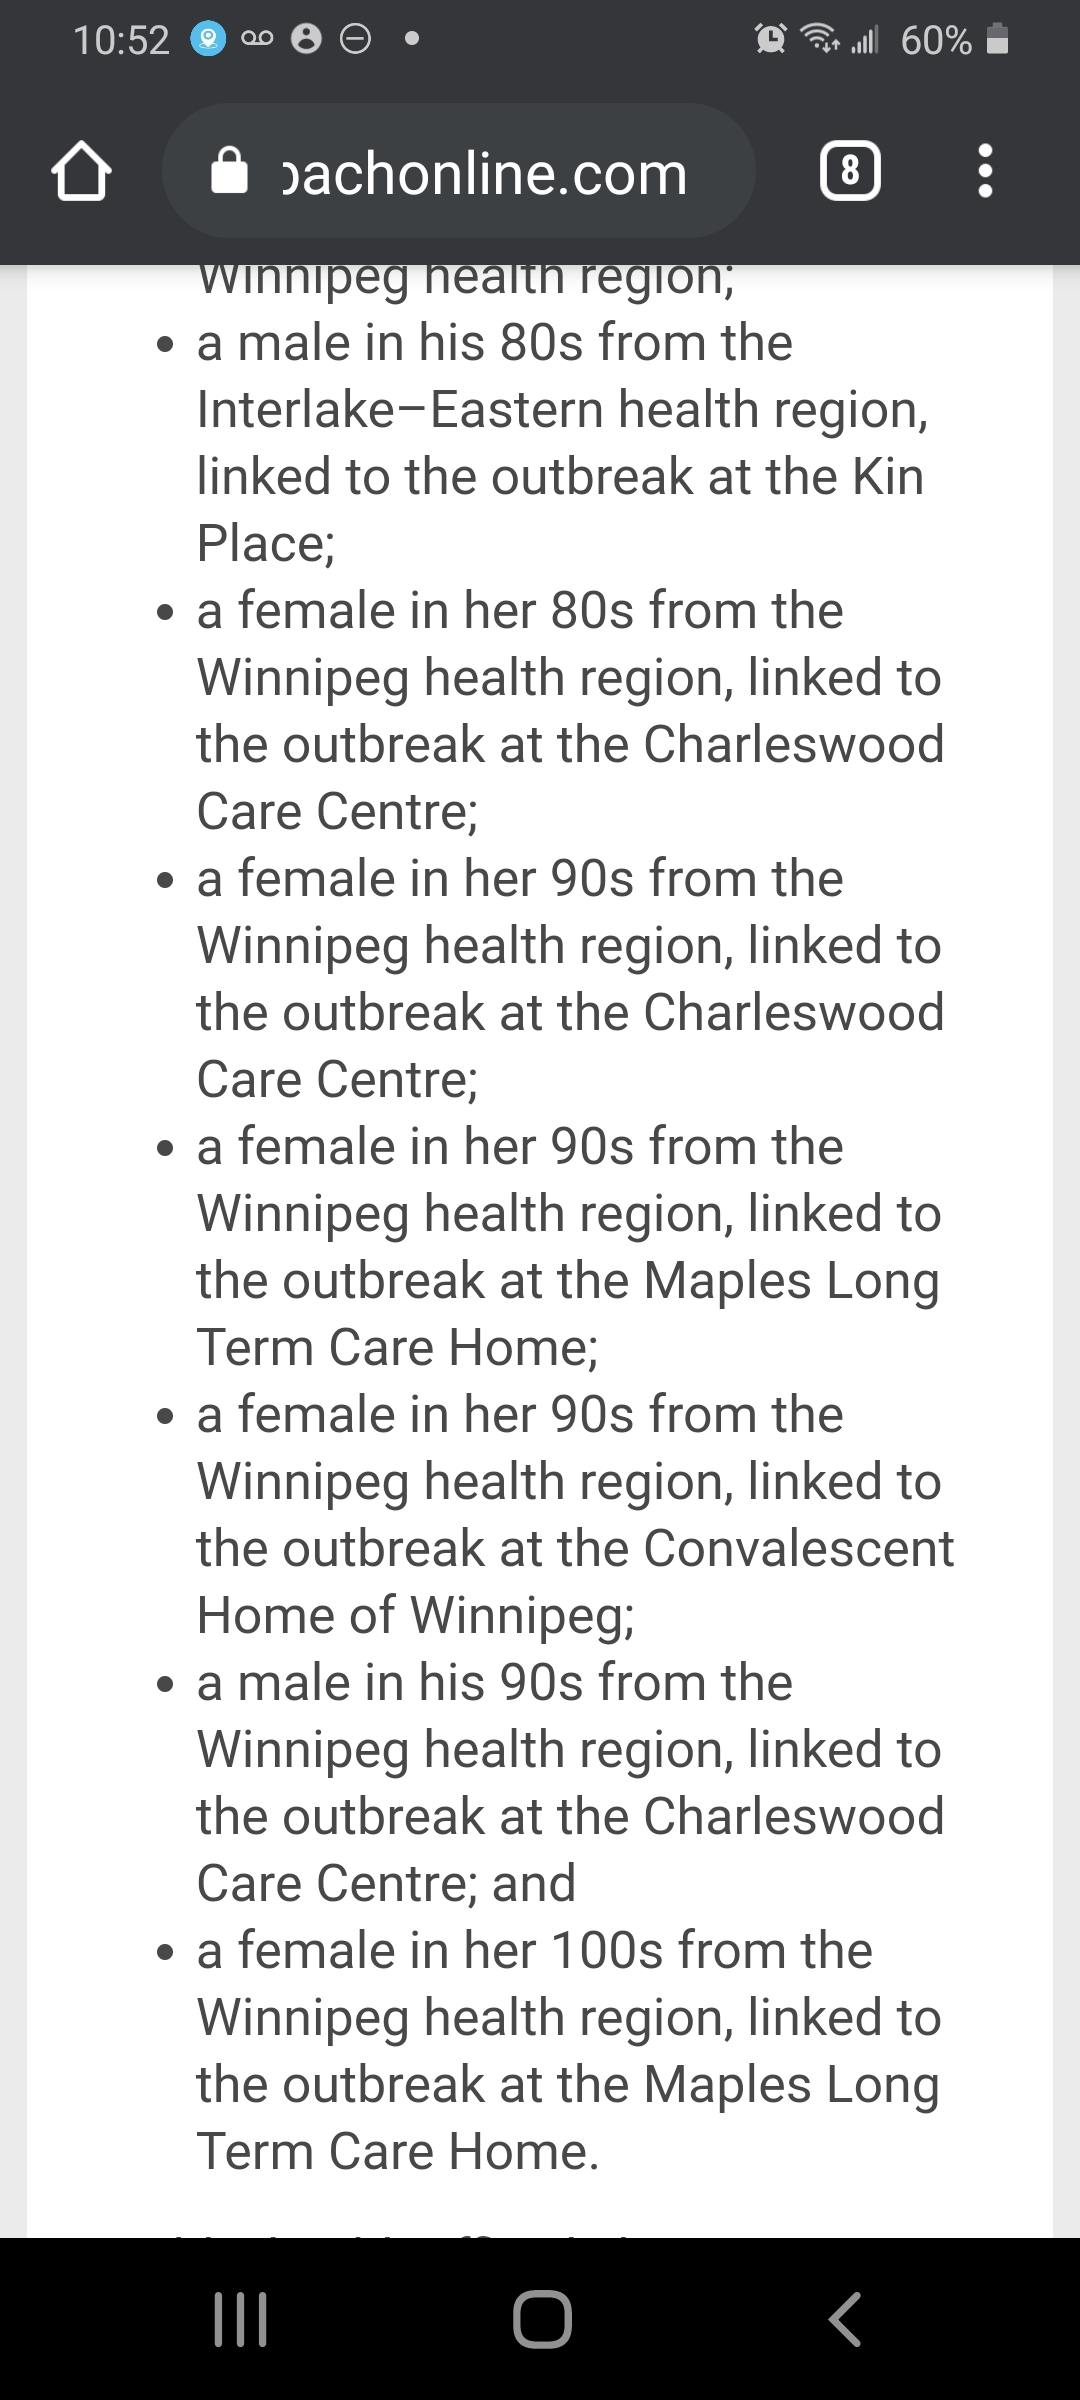 10:52 60%
bachonline.com 8
Winnipeg health region;
• a male in his 80s from the
Interlake–Eastern health region,
linked to the outbreak at the Kin
Place;
• a female in her 80s from the
Winnipeg health region, linked to
the outbreak at the Charleswood
Care Centre;
• a female in her 90s from the
Winnipeg health region, linked to
the outbreak at the Charleswood
Care Centre;
• a female in her 90s from the
Winnipeg health region, linked to
the outbreak at the Maples Long
Term Care Home;
• a female in her 90s from the
Winnipeg health region, linked to
the outbreak at the Convalescent
Home of Winnipeg;
• a male in his 90s from the
Winnipeg health region, linked to
the outbreak at the Charleswood
Care Centre; and
• a female in her 100s from the
Winnipeg health region, linked to
the outbreak at the Maples Long
Term Care Home.